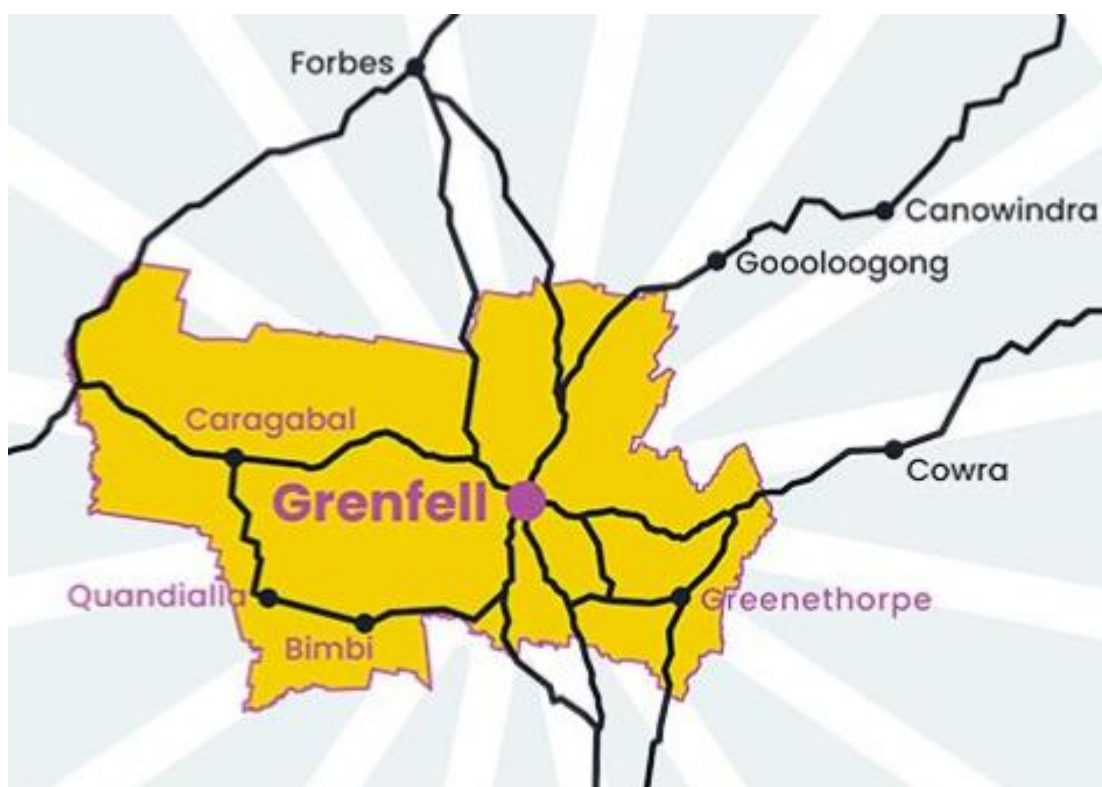 Forbes
Canowindra
Goooloogong
Caragabal
Cowra
Grenfell
Quandialla
Greenethorpe
Bimbi